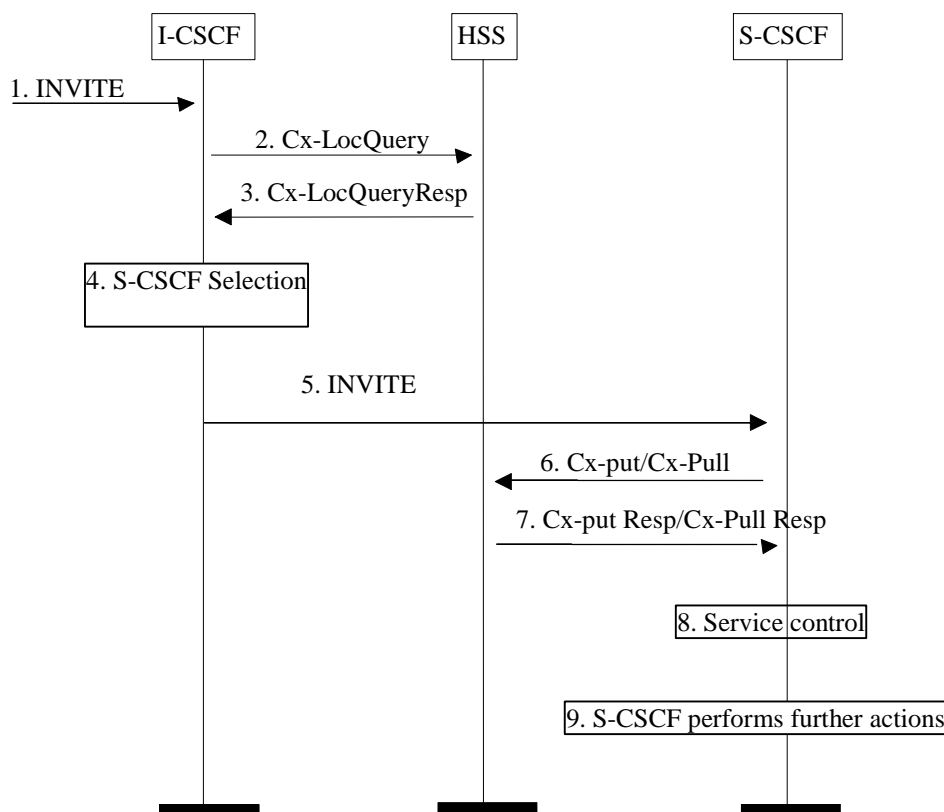 I-CSCF
HSS
S-CSCF
1. INVITE
2. Cx-LocQuery
3. Cx-LocQueryResp
4. S-CSCF Selection
5. INVITE
6. Cx-put/Cx-Pull
7. Cx-put Resp/Cx-Pull Resp
8. Service control
9. S-CSCF performs further actions